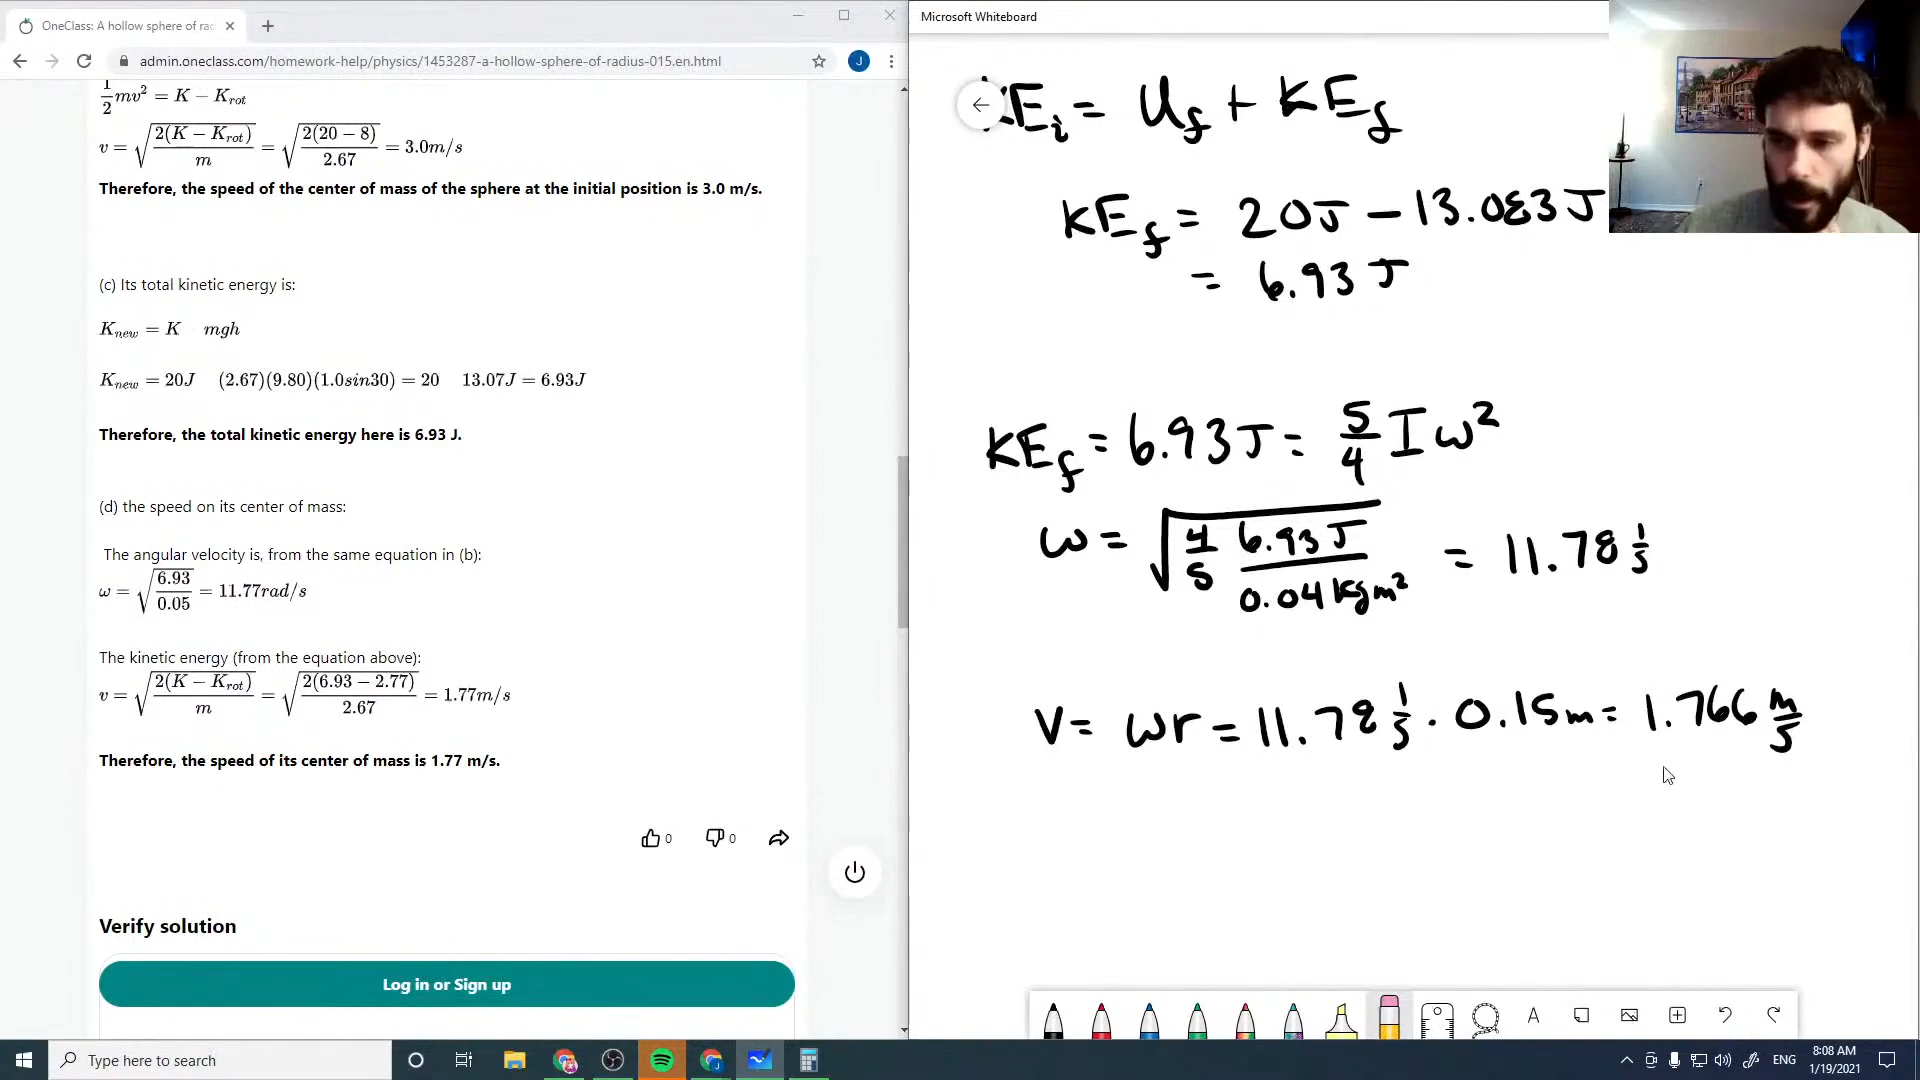 OneClass: A hollow sphere of rac
Microsoft Whiteboard
admin.oneclass.com/homework-help/physics/1453287-a-hollow-sphere-of-radius-015.en.html
J
1/2 mv² = K − K_rot
v = √(2(K − K_rot)/m) = √(2(20 − 8)/2.67) = 3.0m/s
Therefore, the speed of the center of mass of the sphere at the initial position is 3.0 m/s.
(c) Its total kinetic energy is:
K_new = K mgh
K_new = 20J (2.67)(9.80)(1.0sin30) = 20 13.07J = 6.93J
Therefore, the total kinetic energy here is 6.93 J.
(d) the speed on its center of mass:
The angular velocity is, from the same equation in (b):
ω = √(6.93/0.05) = 11.77rad/s
The kinetic energy (from the equation above):
v = √(2(K − K_rot)/m) = √(2(6.93 − 2.77)/2.67) = 1.77m/s
Therefore, the speed of its center of mass is 1.77 m/s.
0 0
Verify solution
Log in or Sign up
KE_i = U_f + KE_f
KE_f = 20J − 13.083J
= 6.93 J
KE_f = 6.93J = 5/4 I ω²
ω = √(4/5 6.93 J/0.04kgm²) = 11.78 1/s
V = ωr = 11.78 1/s · 0.15m = 1.766 m/s
A
Type here to search
ENG
8:08 AM
1/19/2021